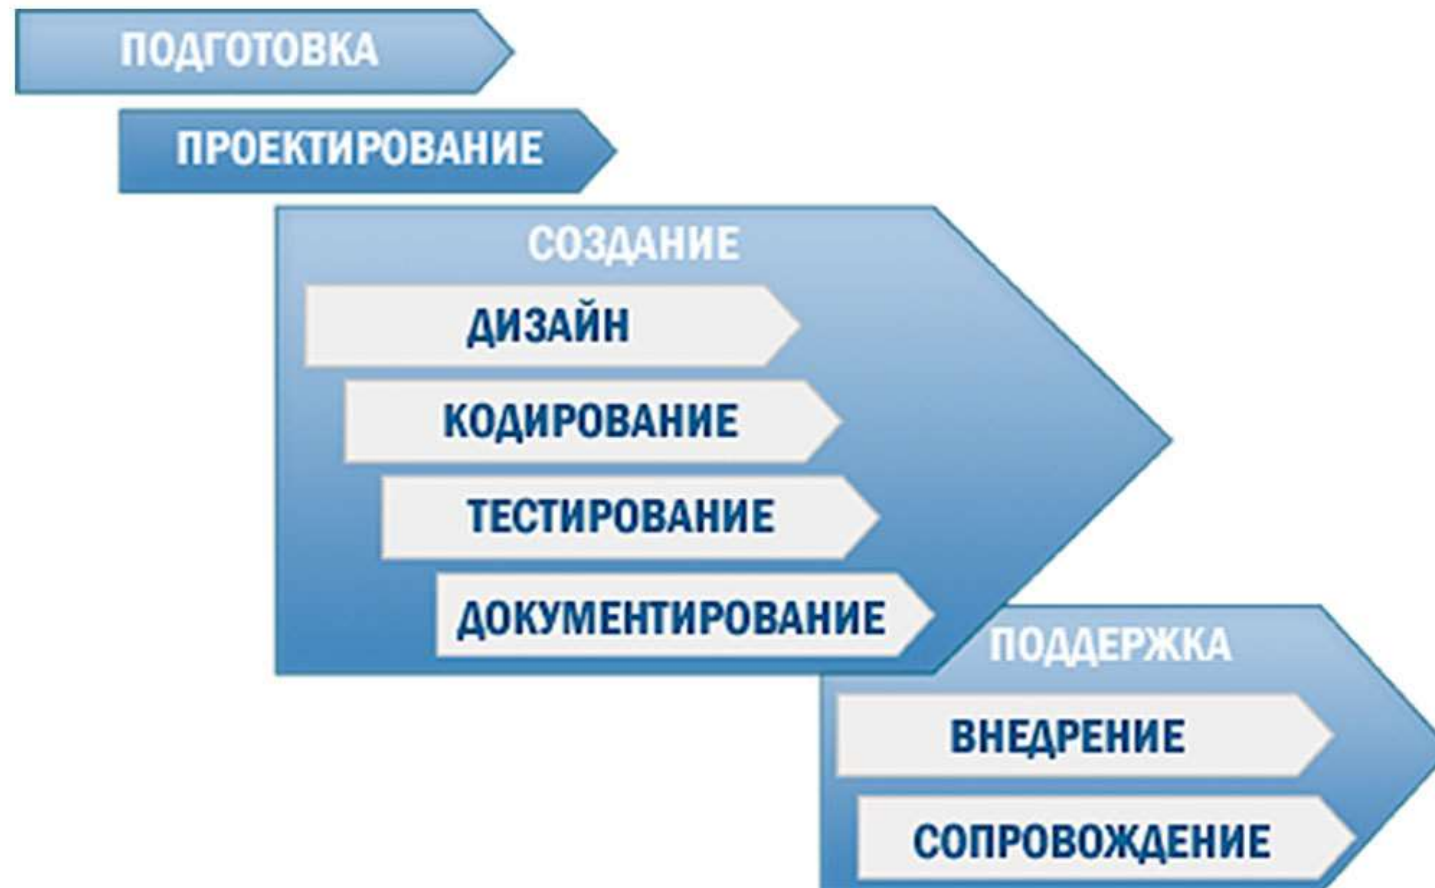 ПОДГОТОВКА
ПРОЕКТИРОВАНИЕ
СОЗДАНИЕ
ДИЗАЙН
КОДИРОВАНИЕ
ТЕСТИРОВАНИЕ
ДОКУМЕНТИРОВАНИЕ
ПОДДЕРЖКА
ВНЕДРЕНИЕ
СОПРОВОЖДЕНИЕ